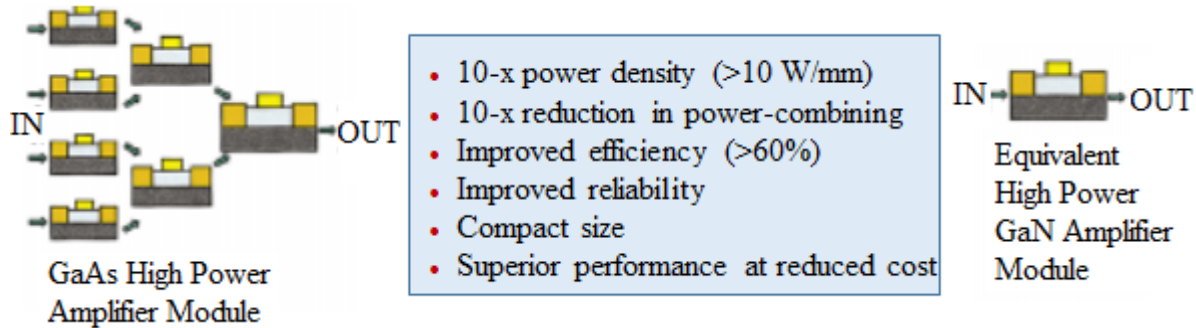 IN
OUT
GaAs High Power
Amplifier Module
• 10-x power density (>10 W/mm)
• 10-x reduction in power-combining
• Improved efficiency (>60%)
• Improved reliability
• Compact size
• Superior performance at reduced cost
IN
OUT
Equivalent
High Power
GaN Amplifier
Module